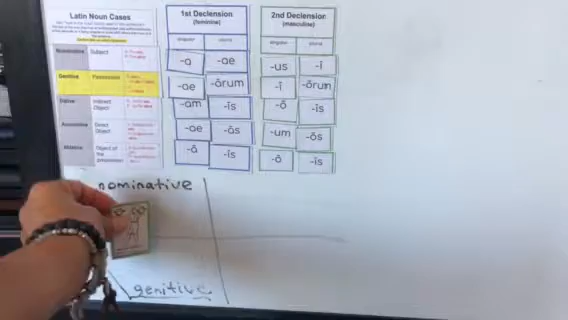 Latin Noun Cases
Nominative Subject
Genitive Possession
Dative Indirect Object
Accusative Direct Object
Ablative Object of the preposition
1st Declension
(feminine)
singular plural
-a -ae
-ae -ārum
-am -īs
-ae -ās
-ā -īs
2nd Declension
(masculine)
singular plural
-us -ī
-ī -ōrum
-ō -īs
-um -ōs
-ō -īs
nominative
genitive